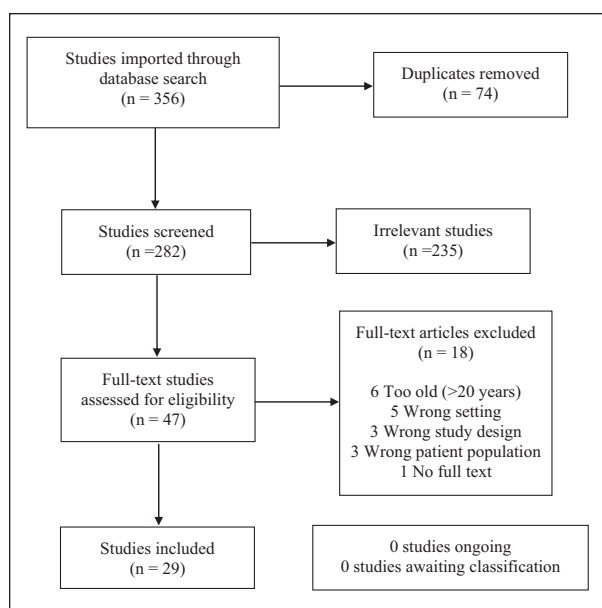 Studies imported through
database search
(n = 356)
Duplicates removed
(n = 74)
Studies screened
(n =282)
Irrelevant studies
(n =235)
Full-text studies
assessed for eligibility
(n = 47)
Full-text articles excluded
(n = 18)
6 Too old (>20 years)
5 Wrong setting
3 Wrong study design
3 Wrong patient population
1 No full text
Studies included
(n = 29)
0 studies ongoing
0 studies awaiting classification